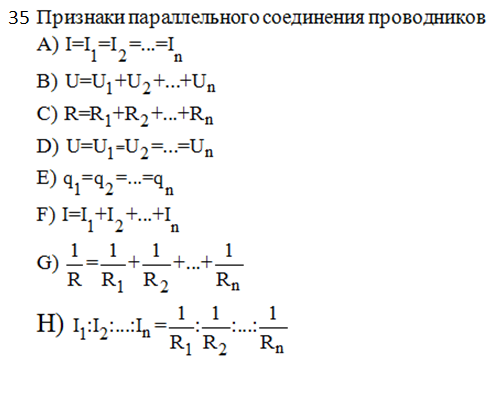 35 Признаки параллельного соединения проводников
A) I=I₁=I₂=...=Iₙ
B) U=U₁+U₂+...+Uₙ
C) R=R₁+R₂+...+Rₙ
D) U=U₁=U₂=...=Uₙ
E) q₁=q₂=...=qₙ
F) I=I₁+I₂+...+Iₙ
G) 1/R=1/R₁+1/R₂+...+1/Rₙ
H) I₁:I₂:...:Iₙ=1/R₁:1/R₂:...:1/Rₙ